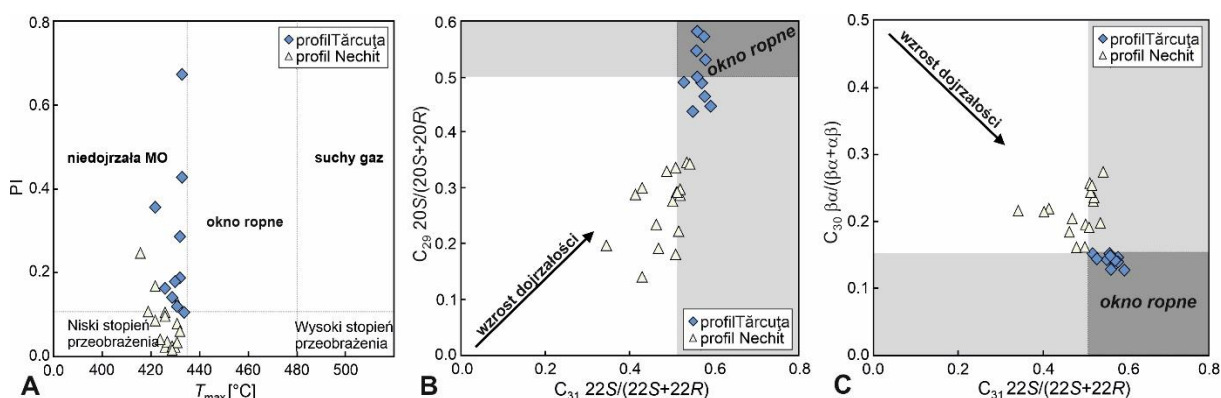 0.8
0.6
0.4
0.2
0.0
PI
profilTărcuţa
profil Nechit
niedojrzała MO
suchy gaz
okno ropne
Niski stopień
przeobrażenia
Wysoki stopień
przeobrażenia
0.0 400 440 480 500
A
Tmax [°C]
0.6
0.5
0.4
0.3
0.2
0.1
0.0
C29 20S/(20S+20R)
okno ropne
wzrost dojrzałości
profilTărcuţa
profil Nechit
0.0 0.2 0.4 0.6 0.8
B
C31 22S/(22S+22R)
0.5
0.4
0.3
0.2
0.1
0.0
C30 βα/(βα+αβ)
profilTărcuţa
profil Nechit
wzrost dojrzałości
okno ropne
0.0 0.2 0.4 0.6 0.8
C
C31 22S/(22S+22R)